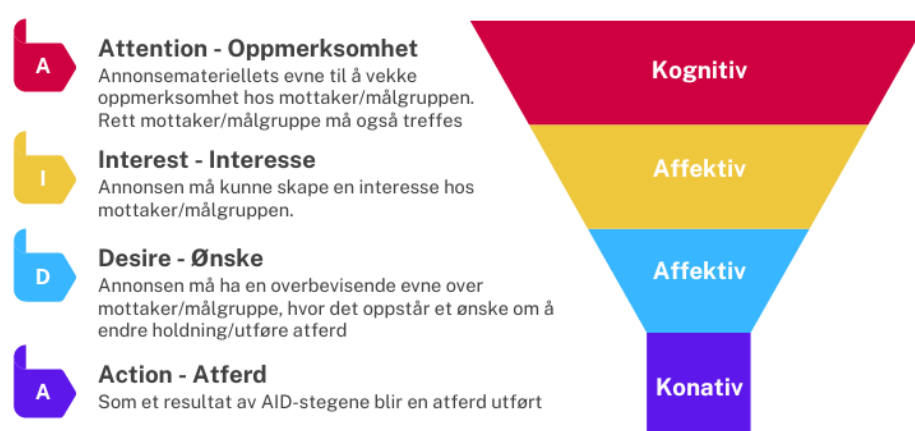 A
Attention - Oppmerksomhet
Annonsemateriellets evne til å vekke
oppmerksomhet hos mottaker/målgruppen.
Rett mottaker/målgruppe må også treffes
Kognitiv
I
Interest - Interesse
Annonsen må kunne skape en interesse hos
mottaker/målgruppen.
Affektiv
D
Desire - Ønske
Annonsen må ha en overbevisende evne over
mottaker/målgruppe, hvor det oppstår et ønske om å
endre holdning/utføre atferd
Affektiv
A
Action - Atferd
Som et resultat av AID-stegene blir en atferd utført
Konativ